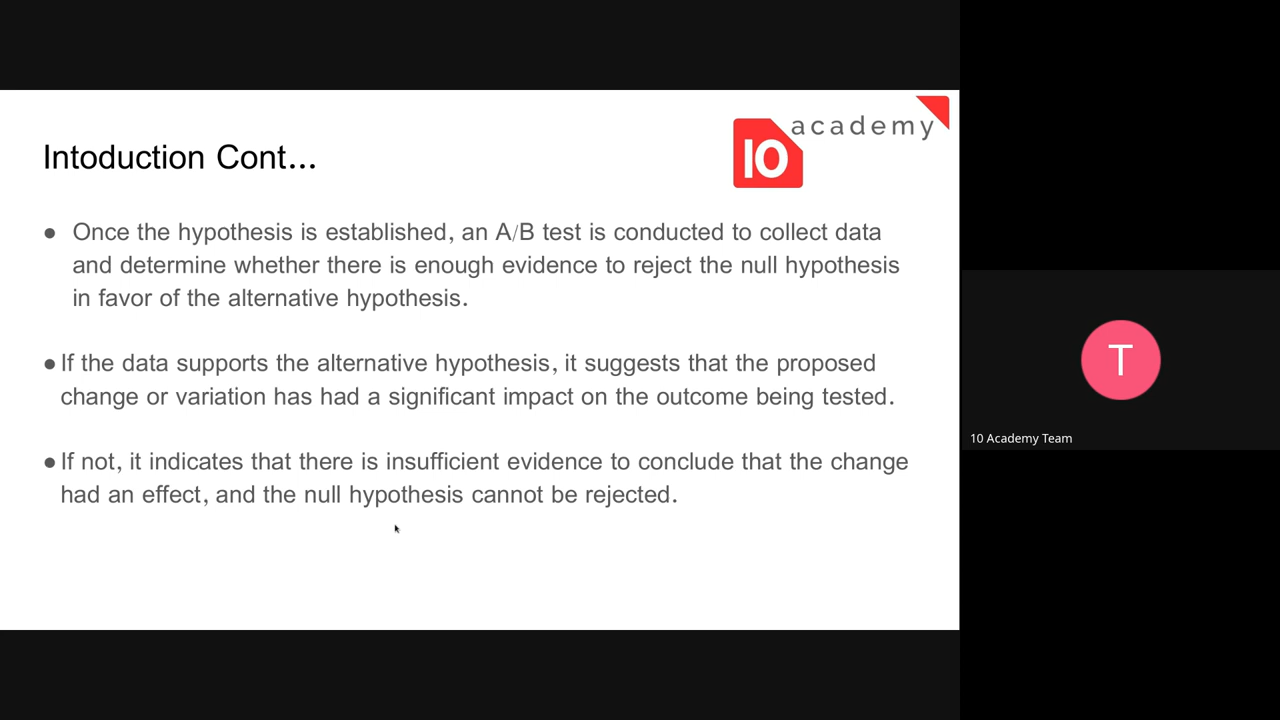 academy
10
Intoduction Cont...
● Once the hypothesis is established, an A/B test is conducted to collect data
and determine whether there is enough evidence to reject the null hypothesis
in favor of the alternative hypothesis.
● If the data supports the alternative hypothesis, it suggests that the proposed
change or variation has had a significant impact on the outcome being tested.
● If not, it indicates that there is insufficient evidence to conclude that the change
had an effect, and the null hypothesis cannot be rejected.
T
10 Academy Team